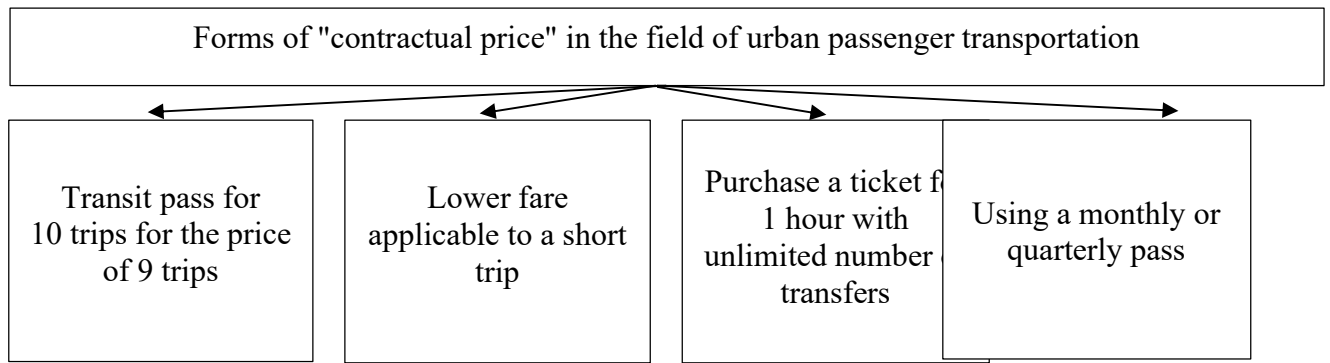 Forms of "contractual price" in the field of urban passenger transportation
Transit pass for
10 trips for the price
of 9 trips
Lower fare
applicable to a short
trip
Purchase a ticket
1 hour with
unlimited number
transfers
Using a monthly or
quarterly pass